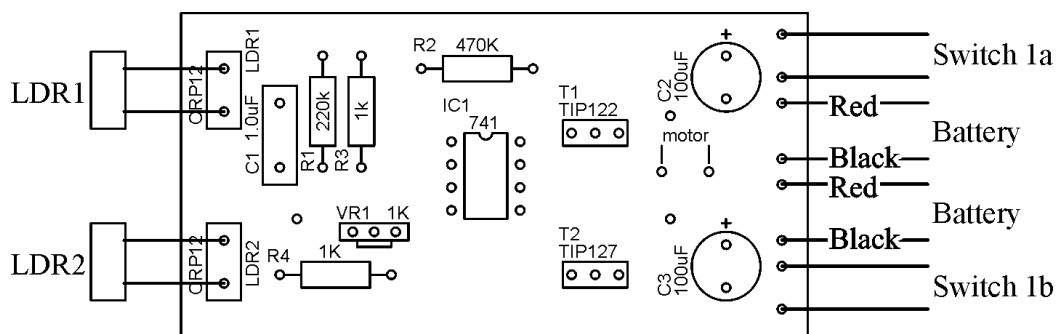 LDR1
ORP12
LDR1
C1 1.0uF
R1
220k
R3
1k
R2 470K
IC1
741
T1
TIP122
C2
100uF
+
motor
Switch 1a
Red
Battery
Black
Red
Battery
Black
LDR2
ORP12
LDR2
VR1 1K
R4 1K
T2
TIP127
C3
100uF
+
Switch 1b